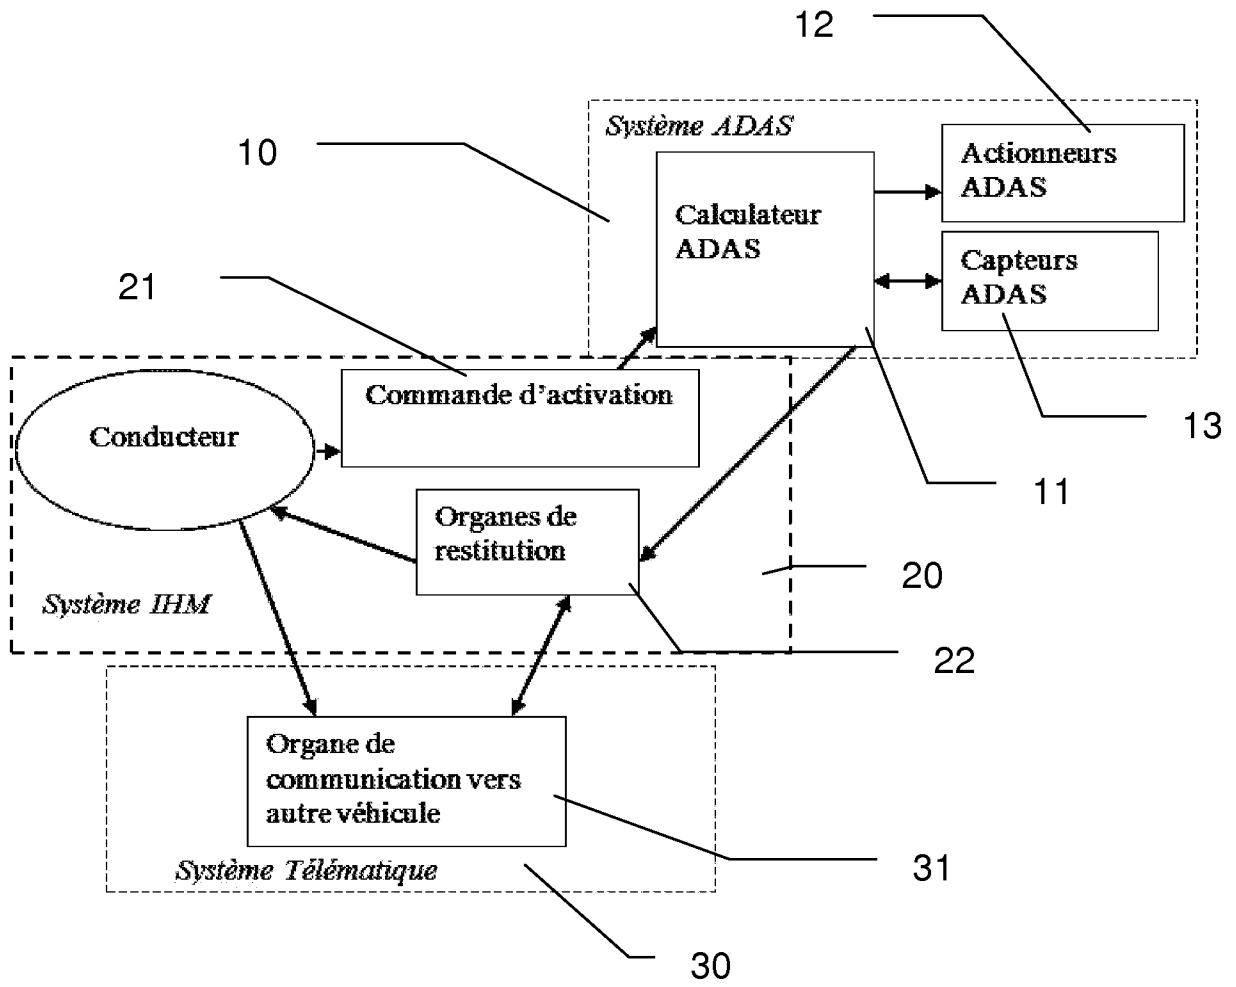 12
Système ADAS
10
Actionneurs
ADAS
Calculateur
ADAS
Capteurs
ADAS
21
Commande d'activation
Conducteur
13
11
Organes de
restitution
20
Système IHM
22
Organe de
communication vers
autre véhicule
31
Système Télématique
30